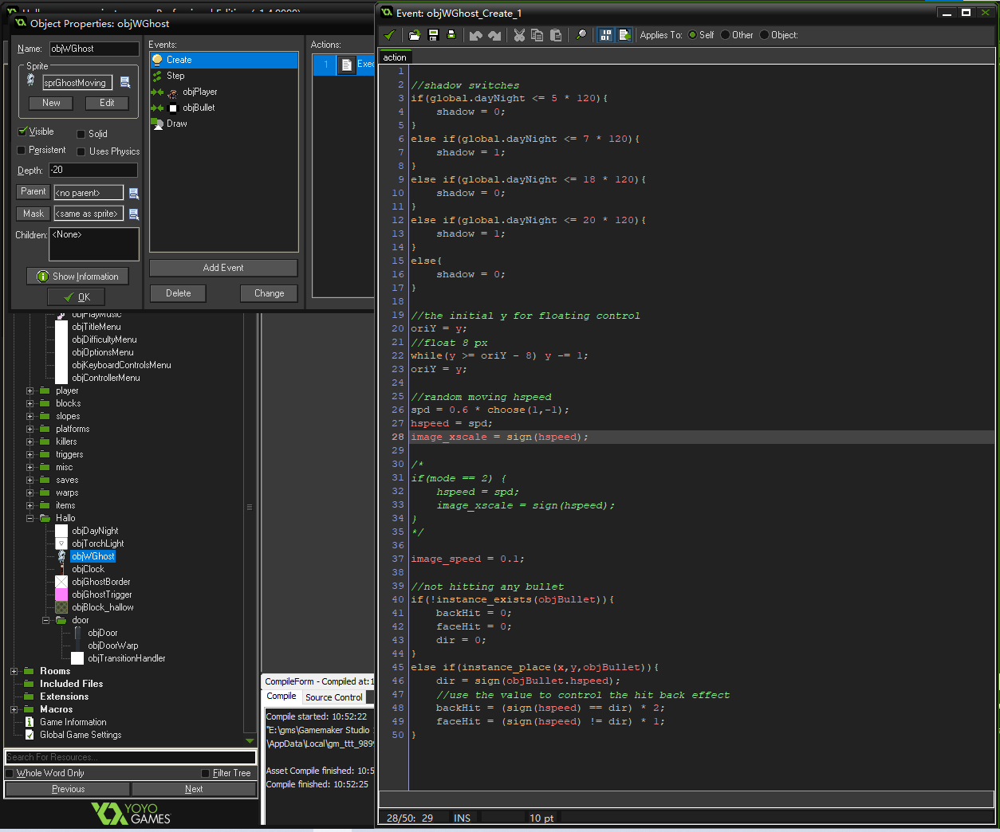 Object Properties: objWGhost
Name: objWGhost
Sprite
sprGhostMoving
New Edit
Visible Solid
Persistent Uses Physics
Depth: -20
Parent <no parent>
Mask <same as sprite>
Children: <None>
Show Information
OK
Events:
Create
Step
objPlayer
objBullet
Draw
Add Event
Delete Change
Actions:
1 Exec
objPlayMusic
objTitleMenu
objDifficultyMenu
objOptionsMenu
objKeyboardControlsMenu
objControllerMenu
player
blocks
slopes
platforms
killers
triggers
misc
saves
warps
items
Hallo
objDayNight
objTorchLight
objWGhost
objClock
objGhostBorder
objGhostTrigger
objBlock_hallow
door
objDoor
objDoorWarp
objTransitionHandler
Rooms
Included Files
Extensions
Macros
Game Information
Global Game Settings
Search For Resources...
Whole Word Only Filter Tree
Previous Next
YOYO
GAMES
CompileForm - Compiled at:1
Compile Source Control
Compile started: 10:52:22
"E:\gms\Gamemaker Studio
\AppData\Local\gm_ttt_989
Asset Compile finished: 10:5
Compile finished: 10:52:25
Event: objWGhost_Create_1
Applies To: Self Other Object:
action
1
2 //shadow switches
3 if(global.dayNight <= 5 * 120){
4 shadow = 0;
5 }
6 else if(global.dayNight <= 7 * 120){
7 shadow = 1;
8 }
9 else if(global.dayNight <= 18 * 120){
10 shadow = 0;
11 }
12 else if(global.dayNight <= 20 * 120){
13 shadow = 1;
14 }
15 else{
16 shadow = 0;
17 }
18
19 //the initial y for floating control
20 oriY = y;
21 //float 8 px
22 while(y >= oriY - 8) y -= 1;
23 oriY = y;
24
25 //random moving hspeed
26 spd = 0.6 * choose(1,-1);
27 hspeed = spd;
28 image_xscale = sign(hspeed);
29
30 /*
31 if(mode == 2) {
32 hspeed = spd;
33 image_xscale = sign(hspeed);
34 }
35 */
36
37 image_speed = 0.1;
38
39 //not hitting any bullet
40 if(!instance_exists(objBullet)){
41 backHit = 0;
42 faceHit = 0;
43 dir = 0;
44 }
45 else if(instance_place(x,y,objBullet)){
46 dir = sign(objBullet.hspeed);
47 //use the value to control the hit back effect
48 backHit = (sign(hspeed) == dir) * 2;
49 faceHit = (sign(hspeed) != dir) * 1;
50 }
28/50: 29 INS 10 pt